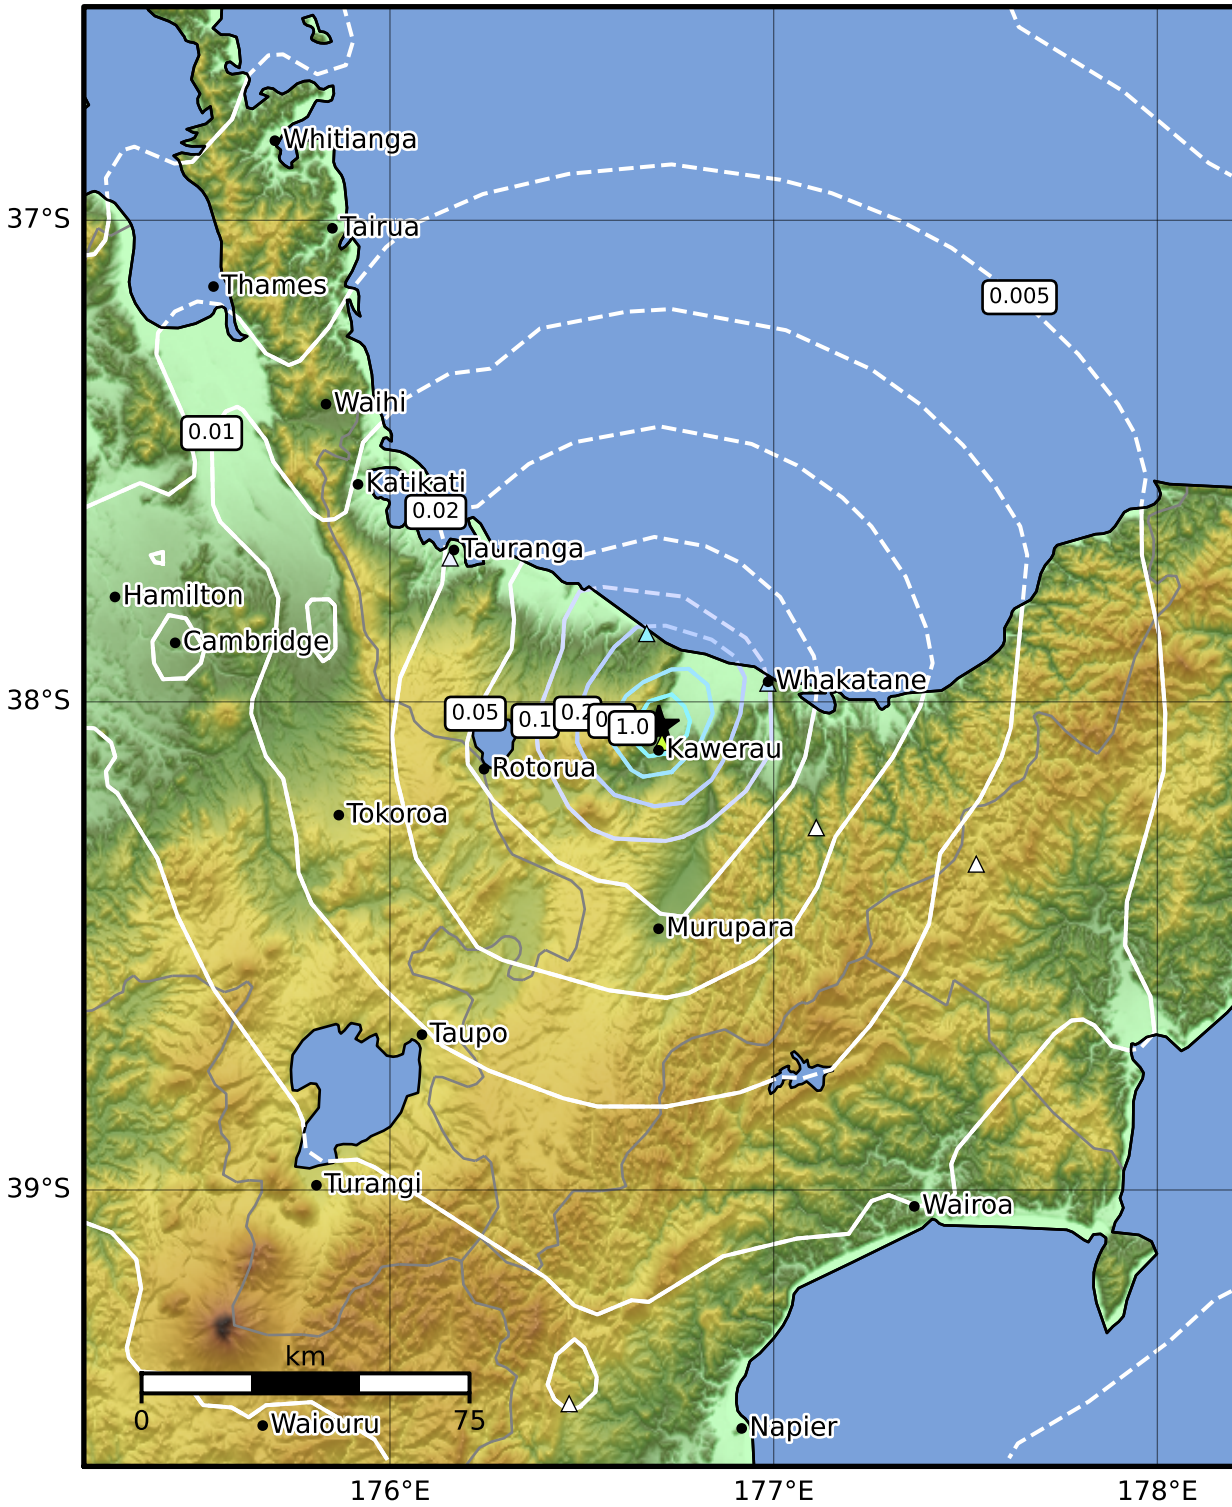 Whitianga
37°S
Tairua
Thames
0.005
Waihi
0.01
Katikati
0.02
Tauranga
Hamilton
Cambridge
Whakatane
38°S
0.05
0.1
0.2
1.0
Kawerau
Rotorua
Tokoroa
Murupara
Taupo
39°S
Turangi
Wairoa
km
0
75
Waiouru
Napier
176°E
177°E
178°E